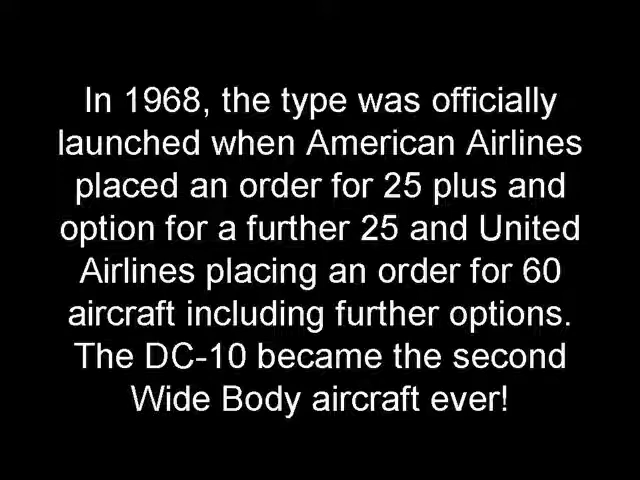 In 1968, the type was officially
launched when American Airlines
placed an order for 25 plus and
option for a further 25 and United
Airlines placing an order for 60
aircraft including further options.
The DC-10 became the second
Wide Body aircraft ever!